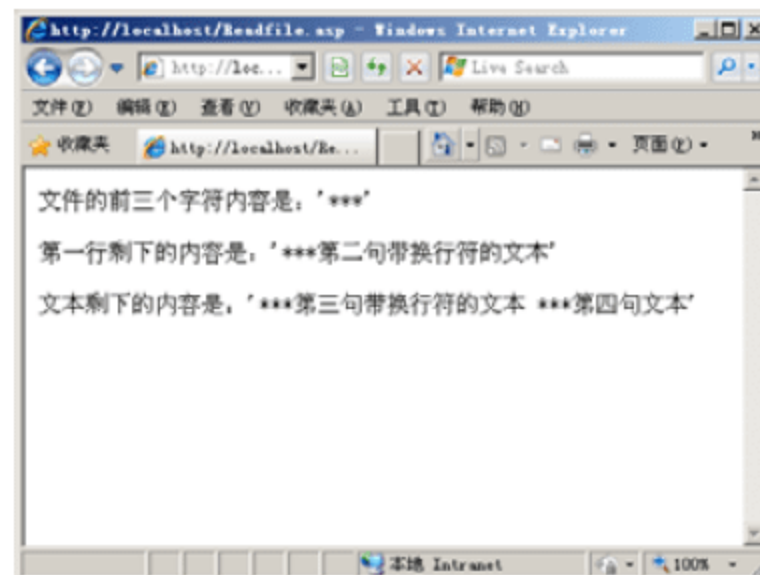 http://localhost/Readfile.asp - Windows Internet Explorer
http://loc... Live Search
文件(F) 编辑(E) 查看(V) 收藏夹(A) 工具(T) 帮助(H)
收藏夹 http://localhost/Re... 页面(P)
文件的前三个字符内容是:'***'
第一行剩下的内容是:'***第二句带换行符的文本'
文本剩下的内容是:'***第三句带换行符的文本 ***第四句文本'
本地 Intranet 100%